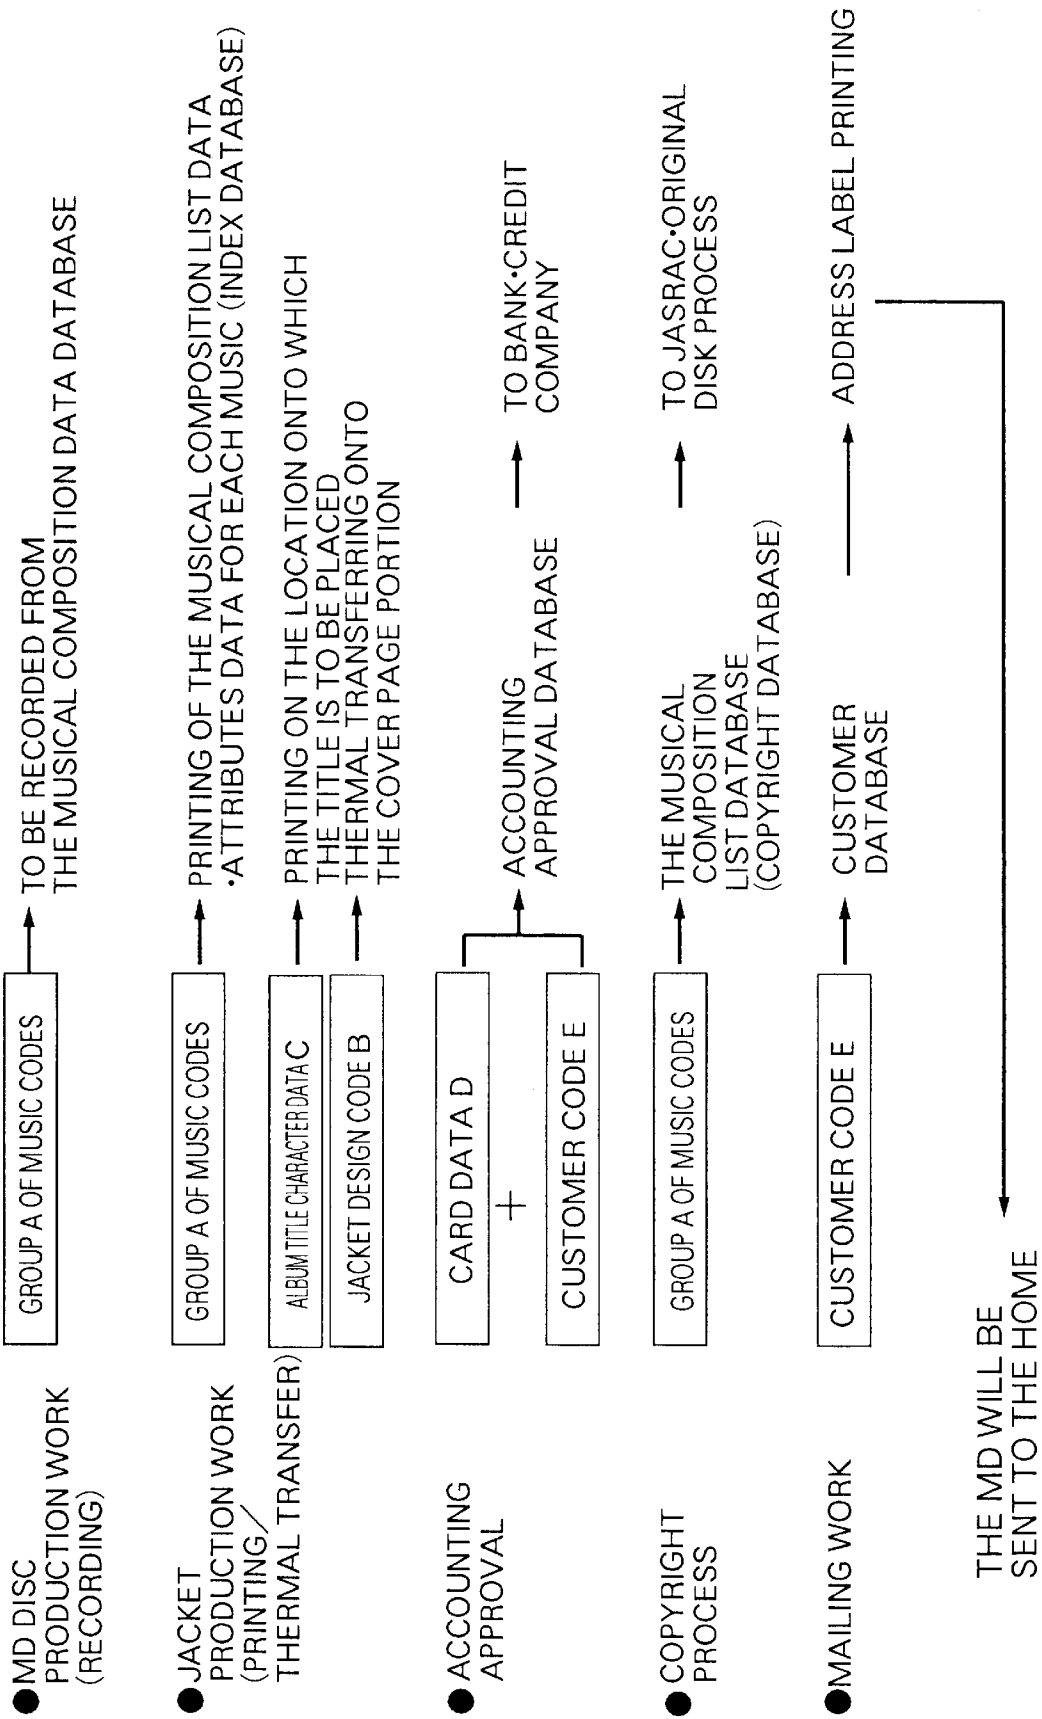 ●MD DISC
PRODUCTION WORK
(RECORDING)
GROUP A OF MUSIC CODES
TO BE RECORDED FROM
THE MUSICAL COMPOSITION DATA DATABASE
●JACKET
PRODUCTION WORK
(PRINTING/
THERMAL TRANSFER)
GROUP A OF MUSIC CODES
PRINTING OF THE MUSICAL COMPOSITION LIST DATA
•ATTRIBUTES DATA FOR EACH MUSIC (INDEX DATABASE)
ALBUM TITLE CHARACTER DATA C
PRINTING ON THE LOCATION ONTO WHICH
THE TITLE IS TO BE PLACED
JACKET DESIGN CODE B
THERMAL TRANSFERRING ONTO
THE COVER PAGE PORTION
●ACCOUNTING
APPROVAL
CARD DATA D
+
CUSTOMER CODE E
ACCOUNTING
APPROVAL DATABASE
TO BANK•CREDIT
COMPANY
●COPYRIGHT
PROCESS
GROUP A OF MUSIC CODES
THE MUSICAL
COMPOSITION
LIST DATABASE
(COPYRIGHT DATABASE)
TO JASRAC•ORIGINAL
DISK PROCESS
●MAILING WORK
CUSTOMER CODE E
CUSTOMER
DATABASE
ADDRESS LABEL PRINTING
THE MD WILL BE
SENT TO THE HOME